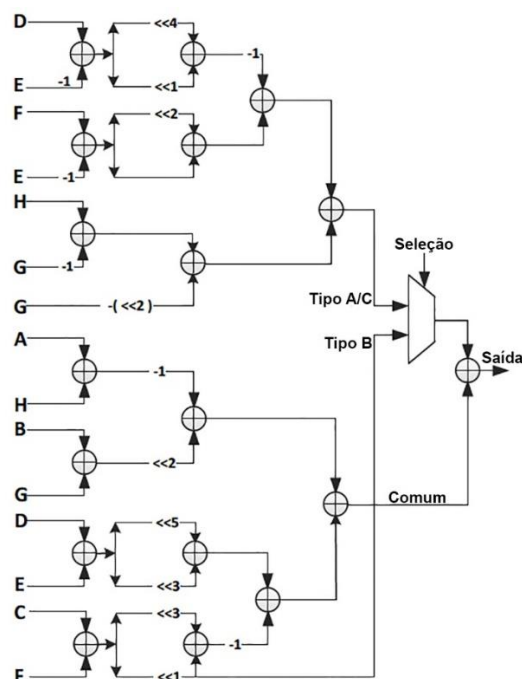 D
<<4
-1
E
-1
<<1
F
<<2
E
-1
H
G
-1
G
-( <<2 )
Seleção
Tipo A/C
Tipo B
Saída
A
-1
H
B
<<2
G
Comum
D
<<5
E
<<3
C
<<3
-1
F
<<1